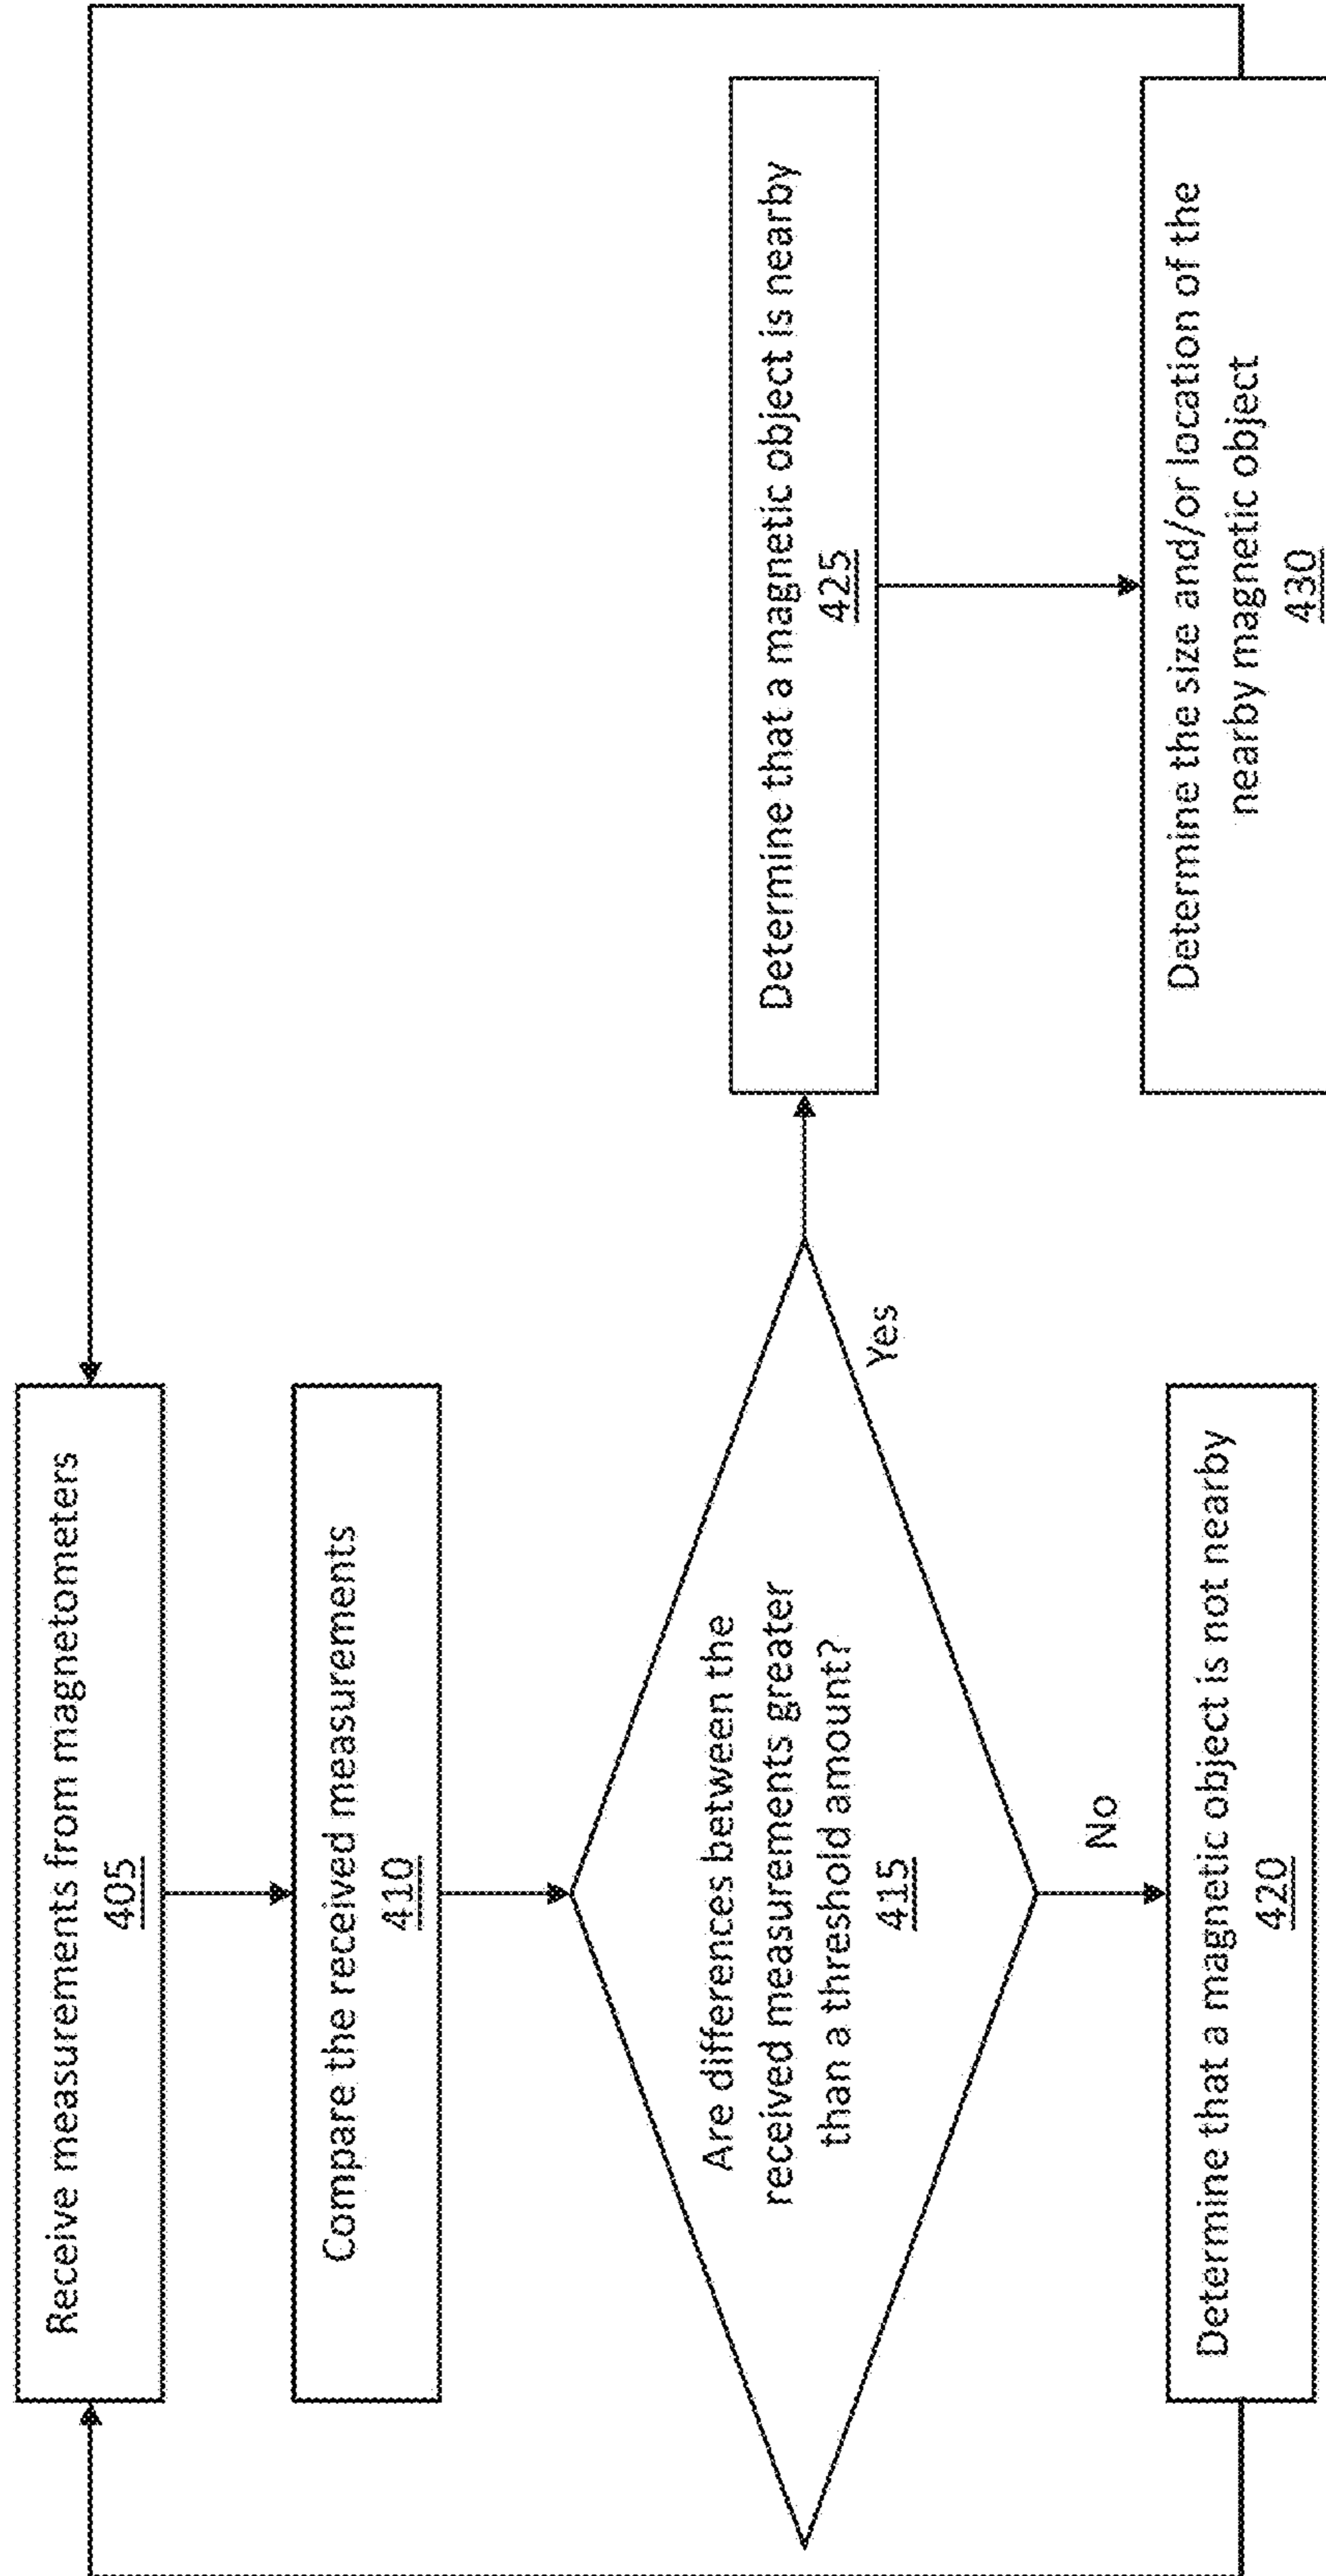 Receive measurements from magnetometers
405
Compare the received measurements
410
Are differences between the
received measurements greater
than a threshold amount?
415
Yes
No
Determine that a magnetic object is not nearby
420
Determine that a magnetic object is nearby
425
Determine the size and/or location of the
nearby magnetic object
430